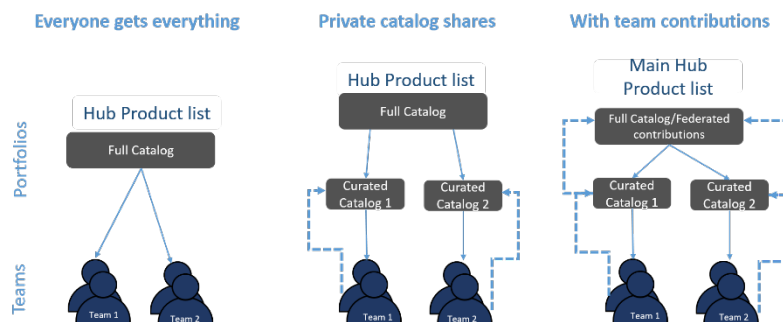 Everyone gets everything
Private catalog shares
With team contributions
Hub Product list
Full Catalog
Hub Product list
Full Catalog
Main Hub
Product list
Full Catalog/Federated
contributions
Portfolios
Curated
Catalog 1
Curated
Catalog 2
Curated
Catalog 1
Curated
Catalog 2
Teams
Team 1
Team 2
Team 1
Team 2
Team 1
Team 2